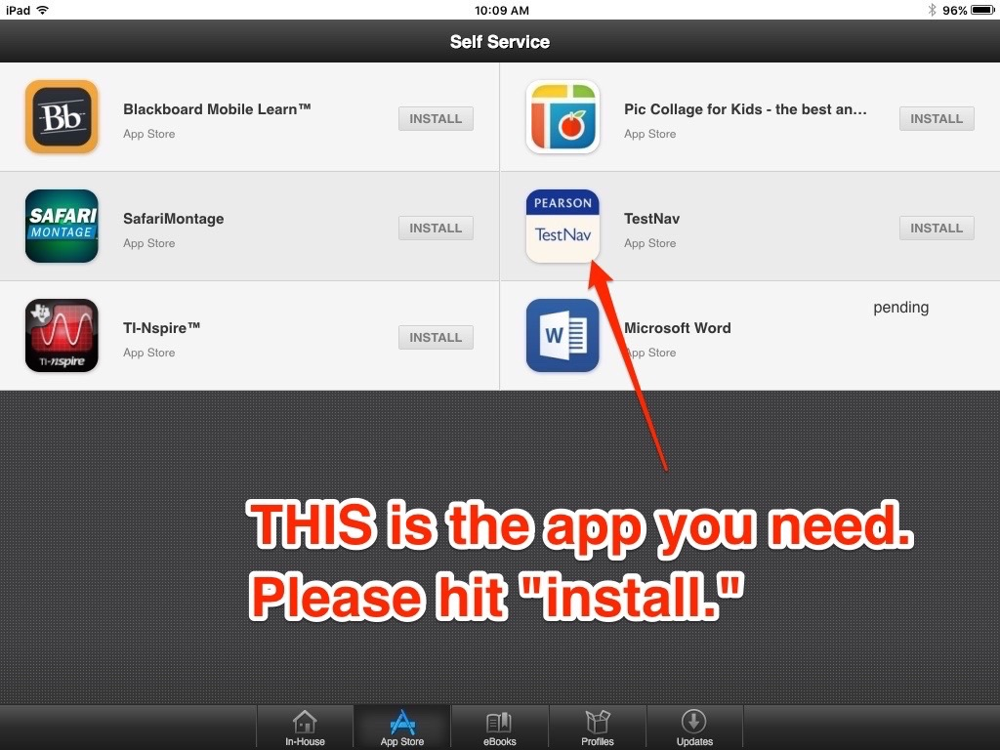 iPad 10:09 AM 96%
Self Service
Bb
Blackboard Mobile Learn™
App Store
INSTALL
Pic Collage for Kids - the best an...
App Store
INSTALL
SAFARI
MONTAGE
SafariMontage
App Store
INSTALL
PEARSON
TestNav
TestNav
App Store
INSTALL
TI-nspire
TI-Nspire™
App Store
INSTALL
W
Microsoft Word
App Store
pending
THIS is the app you need.
Please hit "install."
In-House App Store eBooks Profiles Updates